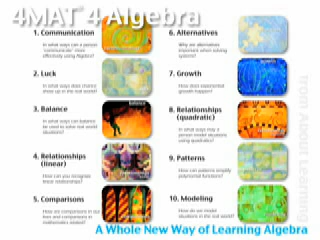 4MAT 4 Algebra
1. Communication
In what ways can a person
"communicate" more
effectively using Algebra?
2. Luck
In what ways does chance
show up in the real world?
3. Balance
In what ways can balance
be used to solve real world
situations?
4. Relationships
(linear)
How can you recognize
linear relationships?
5. Comparisons
How are comparisons in our
lives and comparisons in
mathematics related?
6. Alternatives
Why are alternatives
important when solving
systems?
7. Growth
How does exponential
growth happen?
8. Relationships
(quadratic)
In what ways may a
person model situations
using quadratics?
9. Patterns
How can patterns simplify
polynomial functions?
10. Modeling
How do we model
situations in the real world?
from About Learning
A Whole New Way of Learning Algebra